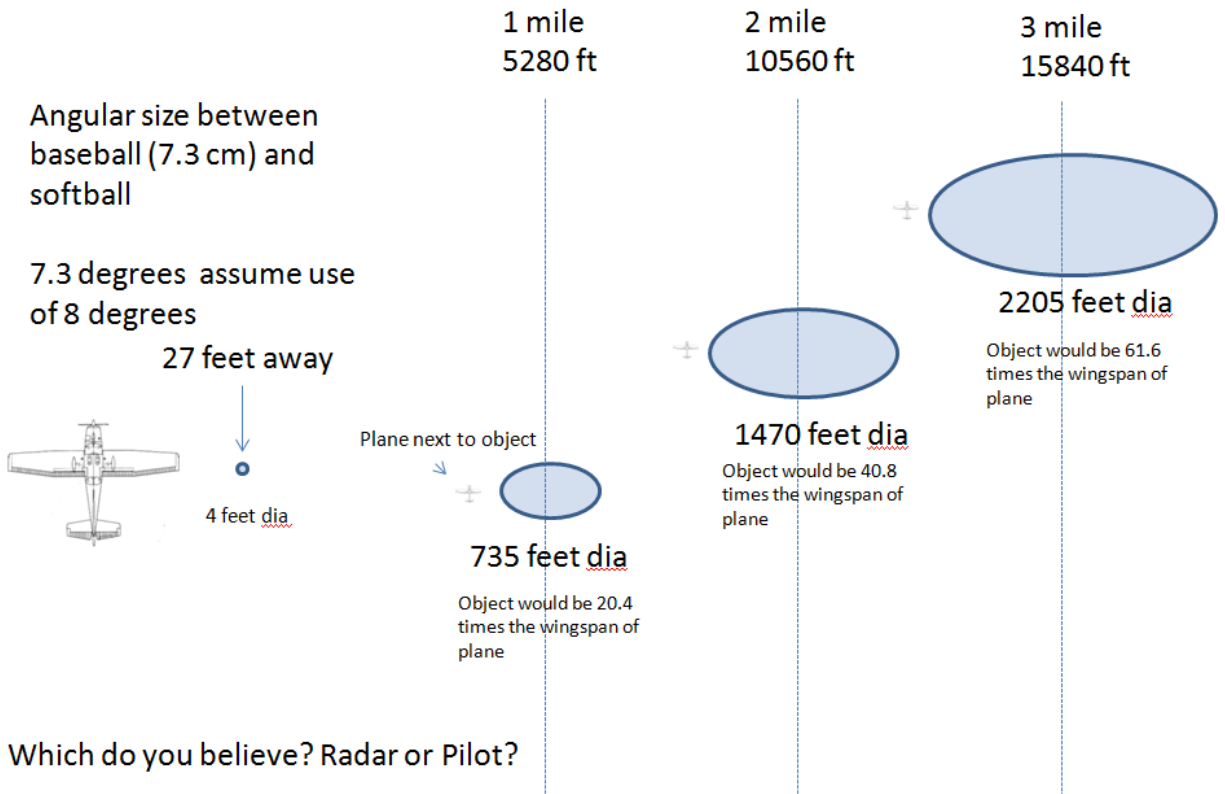 1 mile
5280 ft
2 mile
10560 ft
3 mile
15840 ft
Angular size between
baseball (7.3 cm) and
softball
7.3 degrees assume use
of 8 degrees
27 feet away
4 feet dia
Plane next to object
735 feet dia
Object would be 20.4
times the wingspan of
plane
1470 feet dia
Object would be 40.8
times the wingspan of
plane
2205 feet dia
Object would be 61.6
times the wingspan of
plane
Which do you believe? Radar or Pilot?